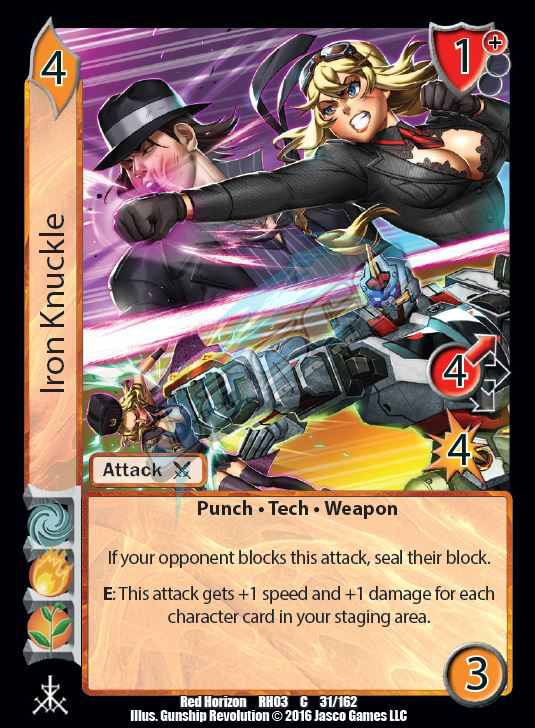 4
1 +
Iron Knuckle
4
4
Attack
Punch • Tech • Weapon
If your opponent blocks this attack, seal their block.
E: This attack gets +1 speed and +1 damage for each
character card in your staging area.
3
Red Horizon RH03 C 31/162
Illus. Gunship Revolution © 2016 Jasco Games LLC